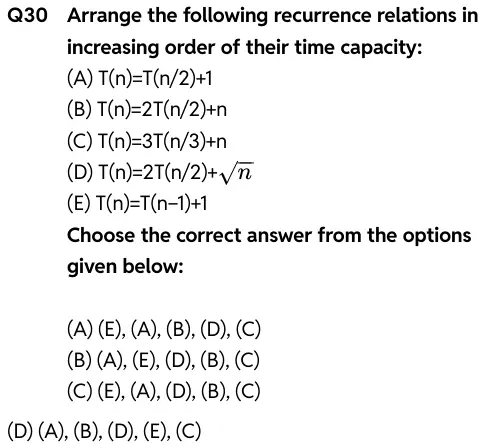 Q30 Arrange the following recurrence relations in
increasing order of their time capacity:
(A) T(n)=T(n/2)+1
(B) T(n)=2T(n/2)+n
(C) T(n)=3T(n/3)+n
(D) T(n)=2T(n/2)+√n
(E) T(n)=T(n–1)+1
Choose the correct answer from the options
given below:
(A) (E), (A), (B), (D), (C)
(B) (A), (E), (D), (B), (C)
(C) (E), (A), (D), (B), (C)
(D) (A), (B), (D), (E), (C)